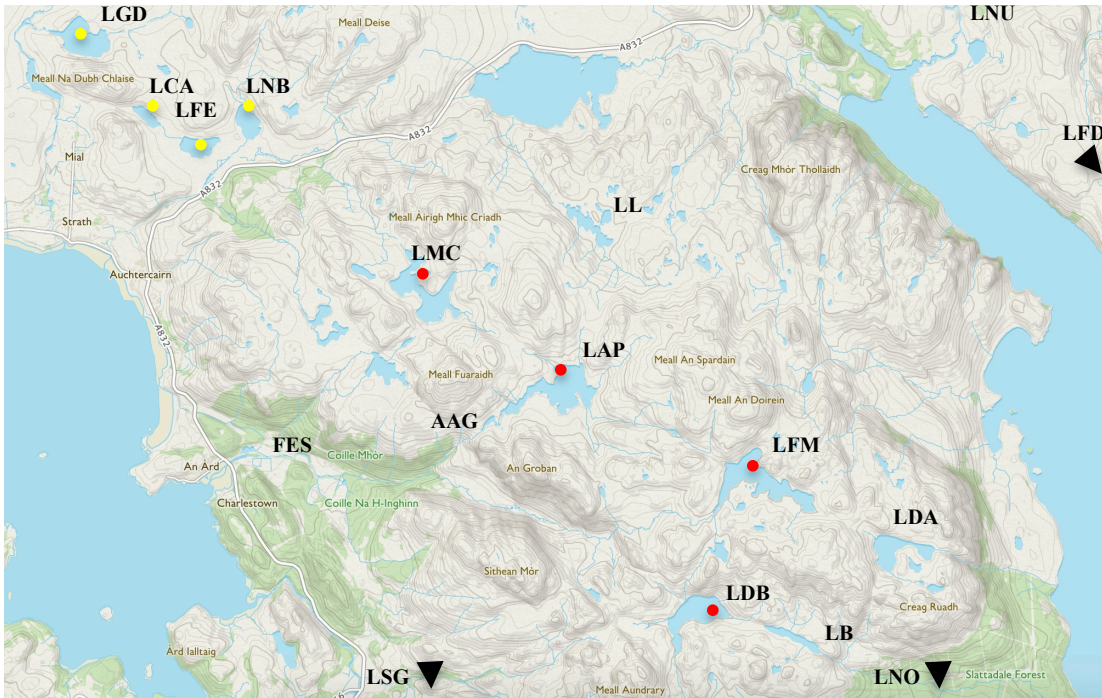 LGD
LNU
Meall Deise
A832
Meall Na Dubh Chlaise
LCA
LNB
LFE
LFD
Mial
Creag Mhòr Thollaidh
A832
Strath
LL
Meall Àirigh Mhic Criadh
LMC
Auchtercairn
A832
LAP
Meall An Spardain
Meall Fuaraidh
Meall An Doirein
AAG
FES
Coille Mhòr
LFM
An Àrd
An Groban
Charlestown
Coille Na H-Inghinn
LDA
Sithean Mòr
LDB
Creag Ruadh
LB
Àrd Ialltaig
LSG
LNO
Slattadale Forest
Meall Aundrary